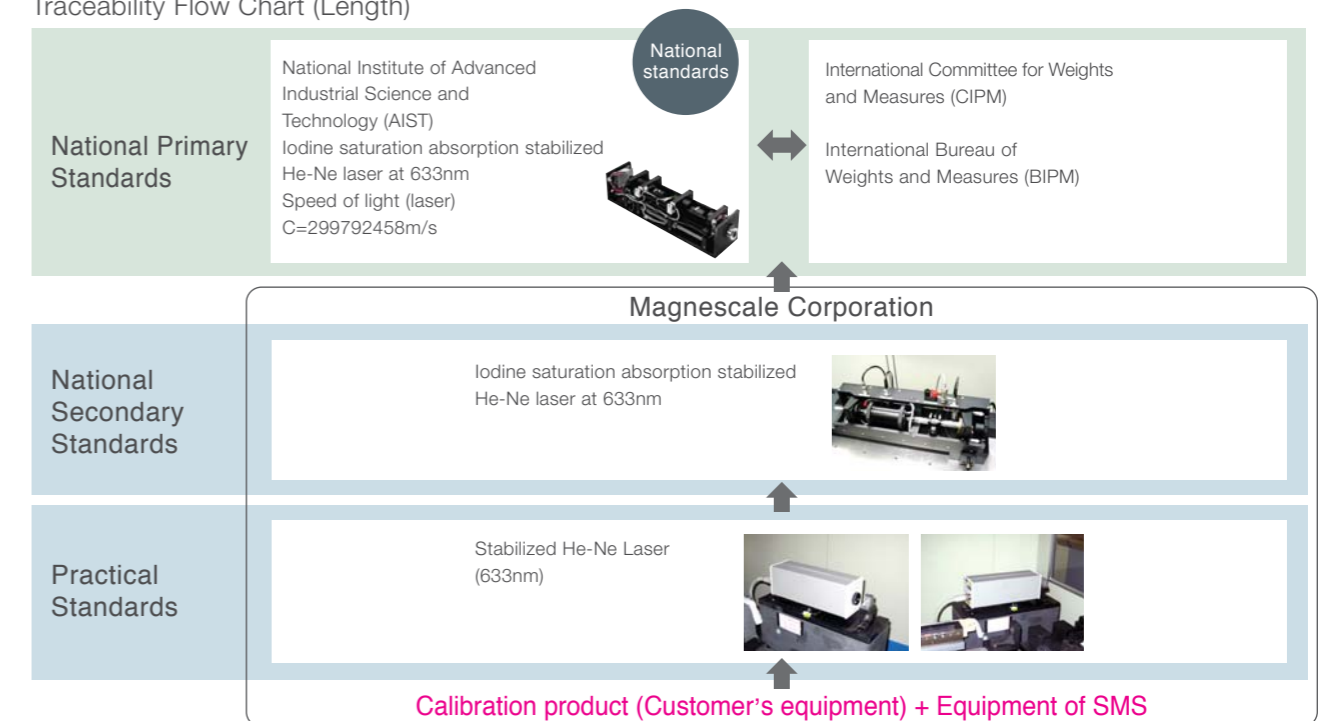 Traceability Flow Chart (Length)
National Primary
Standards
National Institute of Advanced
Industrial Science and
Technology (AIST)
Iodine saturation absorption stabilized
He-Ne laser at 633nm
Speed of light (laser)
C=299792458m/s
National
standards
International Committee for Weights
and Measures (CIPM)
International Bureau of
Weights and Measures (BIPM)
Magnescale Corporation
National
Secondary
Standards
Iodine saturation absorption stabilized
He-Ne laser at 633nm
Practical
Standards
Stabilized He-Ne Laser
(633nm)
Calibration product (Customer's equipment) + Equipment of SMS